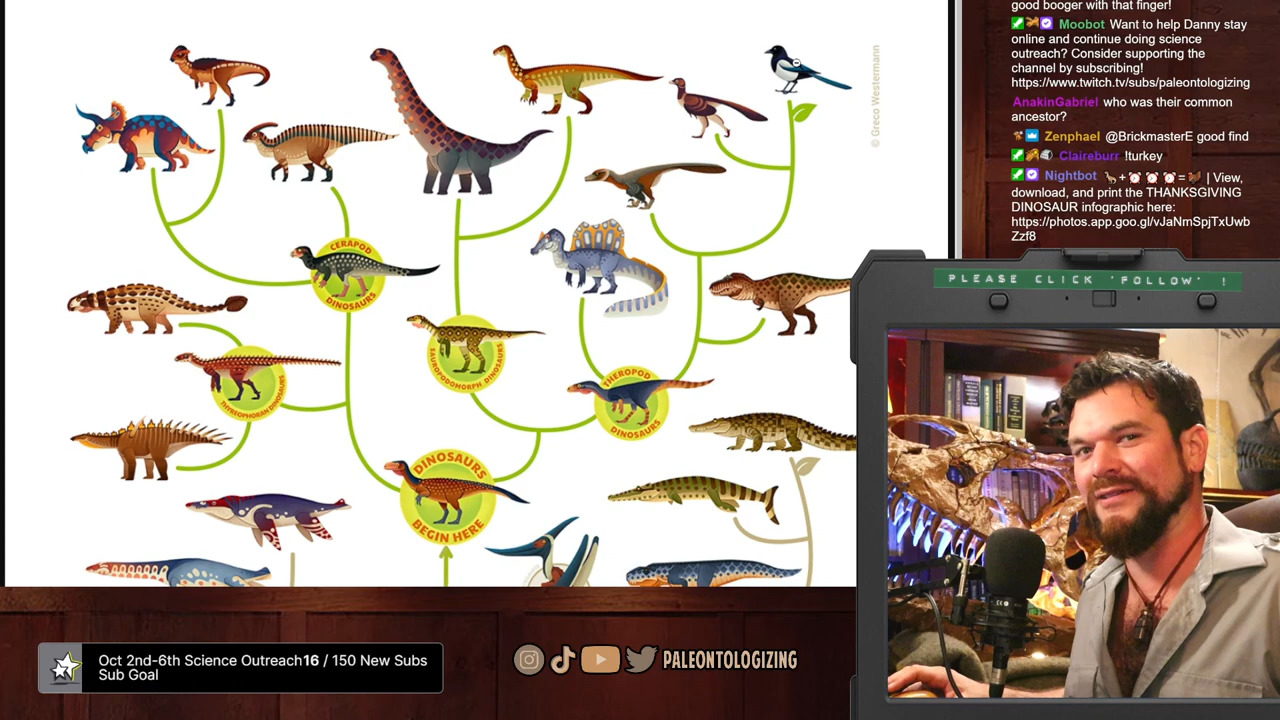 good booger with that finger!
Moobot Want to help Danny stay
online and continue doing science
outreach? Consider supporting the
channel by subscribing!
https://www.twitch.tv/subs/paleontologizing
AnakinGabriel who was their common
ancestor?
Zenphael @BrickmasterE good find
Claireburr !turkey
Nightbot 🦕+⏰⏰⏰=🦃 | View,
download, and print the THANKSGIVING
DINOSAUR infographic here:
https://photos.app.goo.gl/vJaNmSpjTxUwb
Zzf8
© Greco Westermann
CERAPOD
DINOSAURS
SAUROPODOMORPH DINOSAURS
THYREOPHORAN DINOSAURS
THEROPOD
DINOSAURS
DINOSAURS
BEGIN HERE
PLEASE CLICK "FOLLOW" !
Oct 2nd-6th Science Outreach16 / 150 New Subs
Sub Goal
PALEONTOLOGIZING